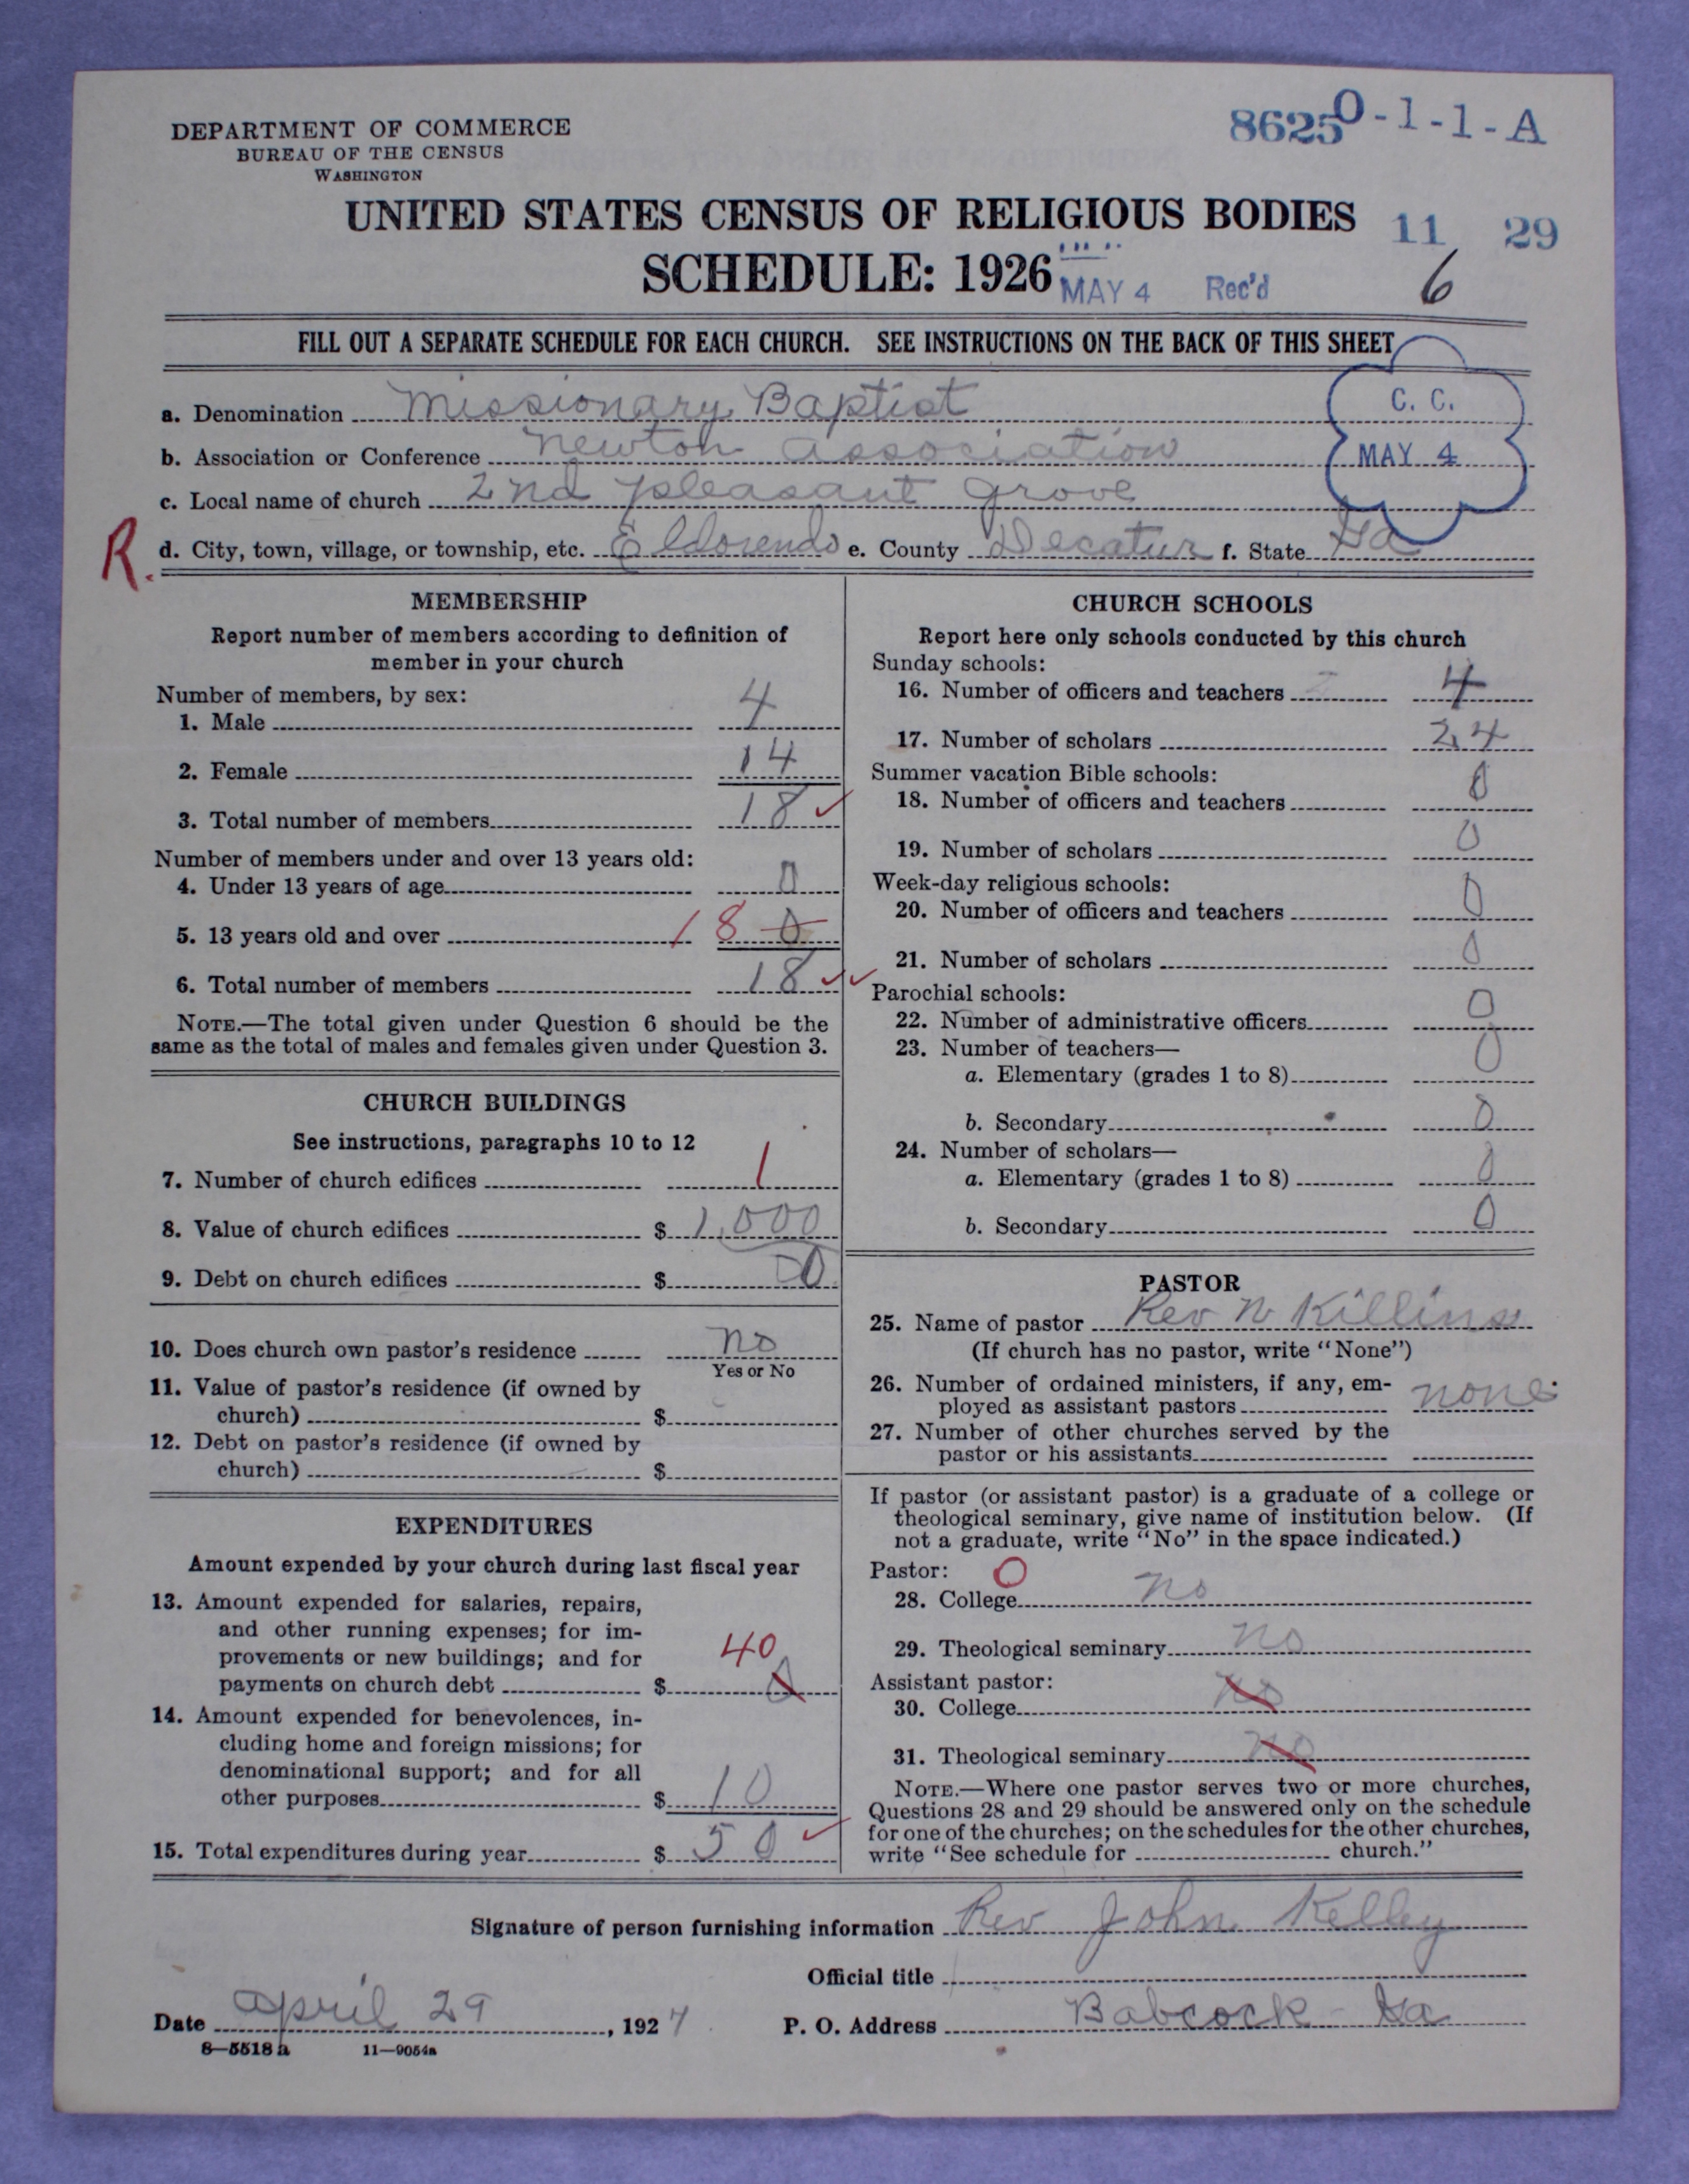 DEPARTMENT OF COMMERCE
BUREAU OF THE CENSUS
WASHINGTON
8625 0-1-1-A
UNITED STATES CENSUS OF RELIGIOUS BODIES
11 29
SCHEDULE: 1926
MAY 4 Rec'd
6
FILL OUT A SEPARATE SCHEDULE FOR EACH CHURCH. SEE INSTRUCTIONS ON THE BACK OF THIS SHEET
C. C.
MAY 4
a. Denomination Missionary Baptist
b. Association or Conference Newton Association
c. Local name of church 2nd Pleasant Grove
R.
d. City, town, village, or township, etc. Eldorendo e. County Decatur f. State Ga
MEMBERSHIP
Report number of members according to definition of
member in your church
Number of members, by sex:
1. Male 4
2. Female 14
3. Total number of members 18 ✓
Number of members under and over 13 years old:
4. Under 13 years of age 0
5. 13 years old and over 18 0
6. Total number of members 18 ✓✓
NOTE.—The total given under Question 6 should be the
same as the total of males and females given under Question 3.
CHURCH BUILDINGS
See instructions, paragraphs 10 to 12
7. Number of church edifices 1
8. Value of church edifices $ 1,000
9. Debt on church edifices $ 0
10. Does church own pastor's residence no
Yes or No
11. Value of pastor's residence (if owned by
church) $
12. Debt on pastor's residence (if owned by
church) $
EXPENDITURES
Amount expended by your church during last fiscal year
13. Amount expended for salaries, repairs,
and other running expenses; for im-
provements or new buildings; and for
payments on church debt $ 40 0
14. Amount expended for benevolences, in-
cluding home and foreign missions; for
denominational support; and for all
other purposes $ 10
15. Total expenditures during year $ 50 ✓
CHURCH SCHOOLS
Report here only schools conducted by this church
Sunday schools:
16. Number of officers and teachers 4
17. Number of scholars 24
Summer vacation Bible schools:
18. Number of officers and teachers 0
19. Number of scholars 0
Week-day religious schools:
20. Number of officers and teachers 0
21. Number of scholars 0
Parochial schools:
22. Number of administrative officers 0
23. Number of teachers—
a. Elementary (grades 1 to 8) 0
b. Secondary 0
24. Number of scholars—
a. Elementary (grades 1 to 8) 0
b. Secondary 0
PASTOR
25. Name of pastor Rev N Killins
(If church has no pastor, write "None")
26. Number of ordained ministers, if any, em-
ployed as assistant pastors none
27. Number of other churches served by the
pastor or his assistants
If pastor (or assistant pastor) is a graduate of a college or
theological seminary, give name of institution below. (If
not a graduate, write "No" in the space indicated.)
Pastor: O
28. College no
29. Theological seminary no
Assistant pastor:
30. College no
31. Theological seminary no
NOTE.—Where one pastor serves two or more churches,
Questions 28 and 29 should be answered only on the schedule
for one of the churches; on the schedules for the other churches,
write "See schedule for church."
Signature of person furnishing information Rev John Kelley
Official title
Date april 29, 1927
P. O. Address Babcock Ga
8—5518 a 11—9054a